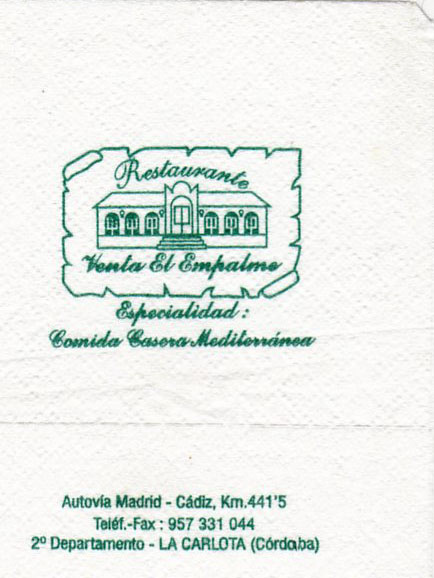 Restaurante
Venta El Empalme
Especialidad :
Comida Casera Mediterránea
Autovía Madrid - Cádiz, Km.441'5
Teléf.-Fax : 957 331 044
2º Departamento - LA CARLOTA (Córdoba)